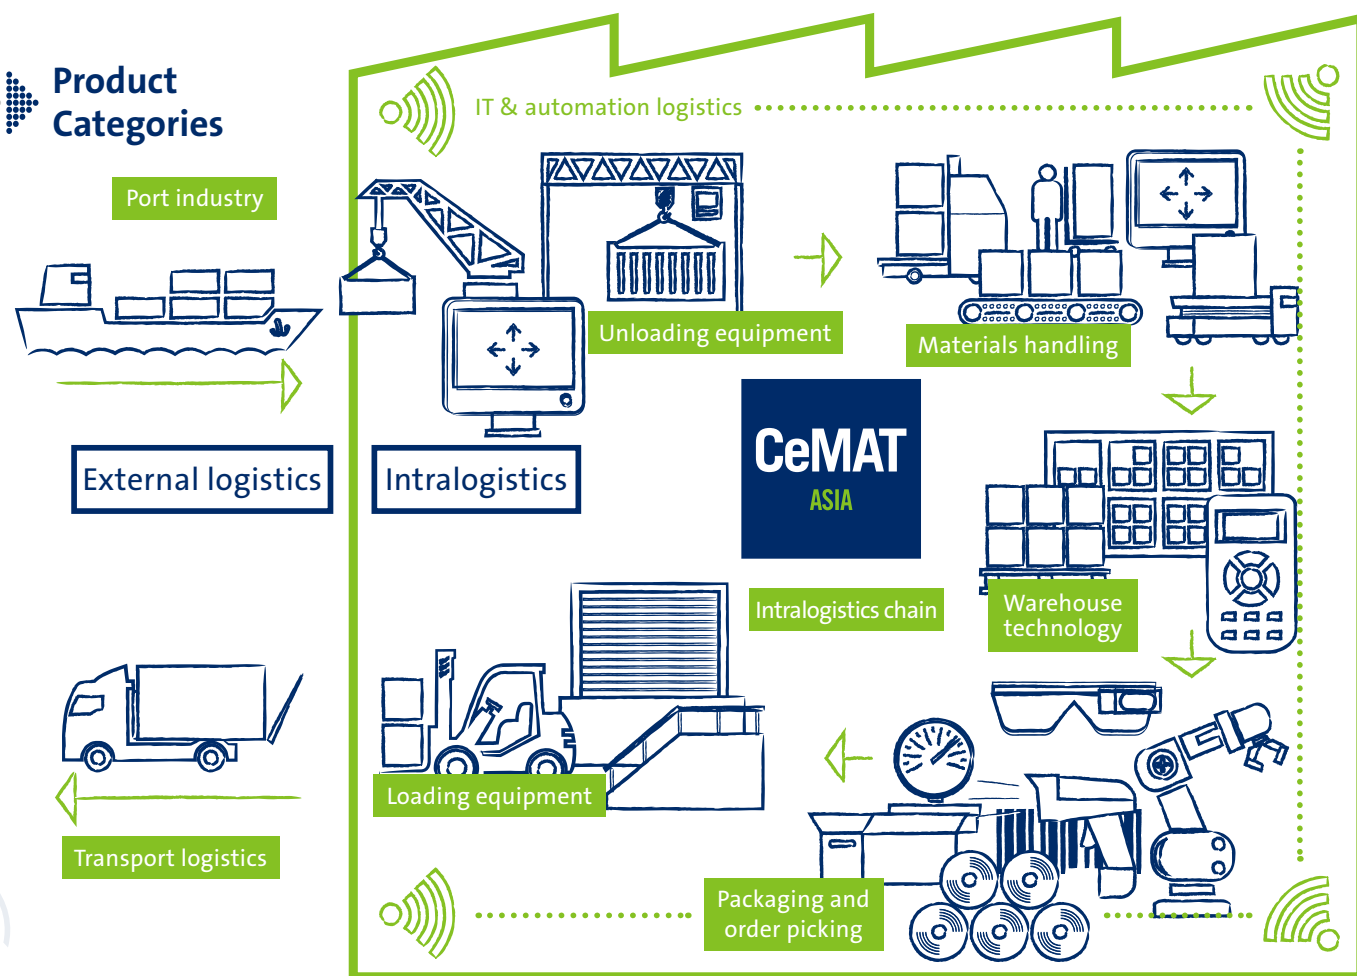 Product
Categories
IT & automation logistics
Port industry
Unloading equipment
Materials handling
External logistics
Intralogistics
CeMAT
ASIA
Intralogistics chain
Warehouse
technology
Loading equipment
Transport logistics
Packaging and
order picking